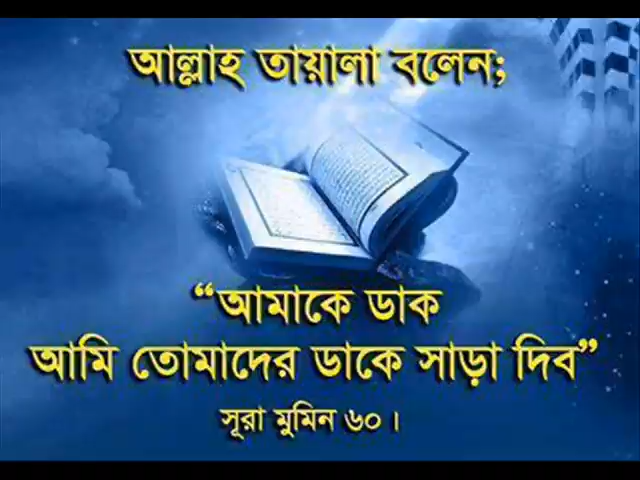 আল্লাহ তায়ালা বলেন;
“আমাকে ডাক
আমি তোমাদের ডাকে সাড়া দিব”
সূরা মুমিন ৬০।